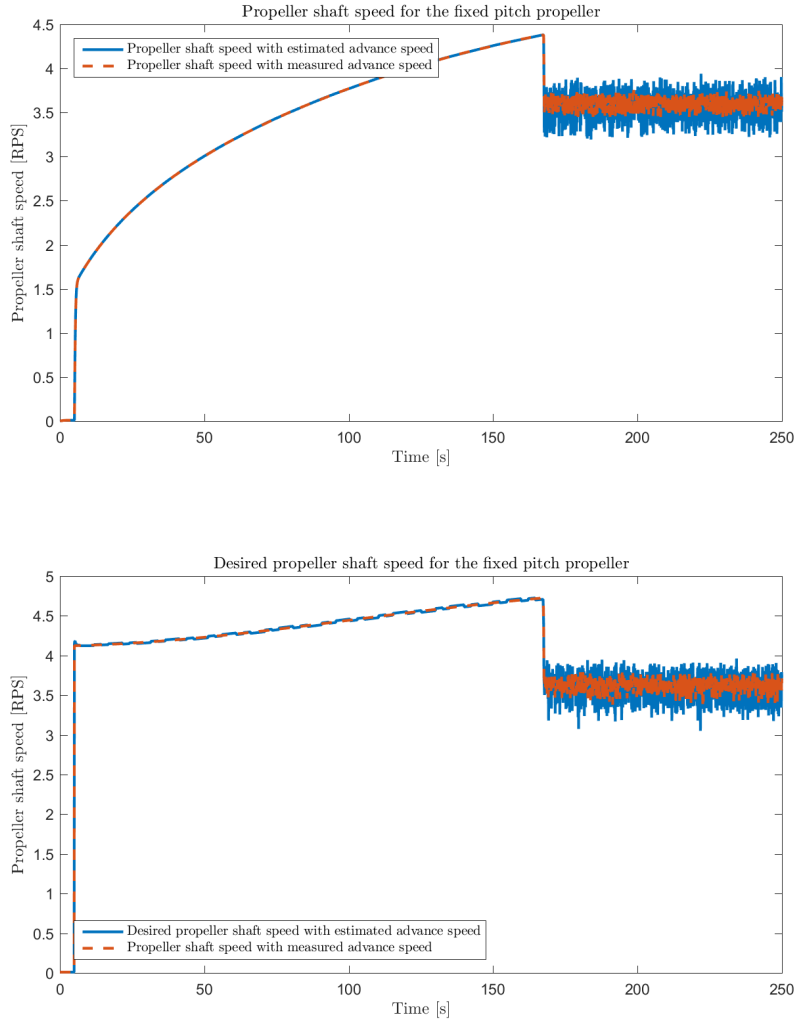 Propeller shaft speed for the fixed pitch propeller
4.5
Propeller shaft speed with estimated advance speed
Propeller shaft speed with measured advance speed
4
3.5
3
2.5
2
1.5
1
0.5
0
Propeller shaft speed [RPS]
0 50 100 150 200 250
Time [s]
Desired propeller shaft speed for the fixed pitch propeller
5
4.5
4
3.5
3
2.5
2
1.5
1
0.5
0
Propeller shaft speed [RPS]
Desired propeller shaft speed with estimated advance speed
Propeller shaft speed with measured advance speed
0 50 100 150 200 250
Time [s]